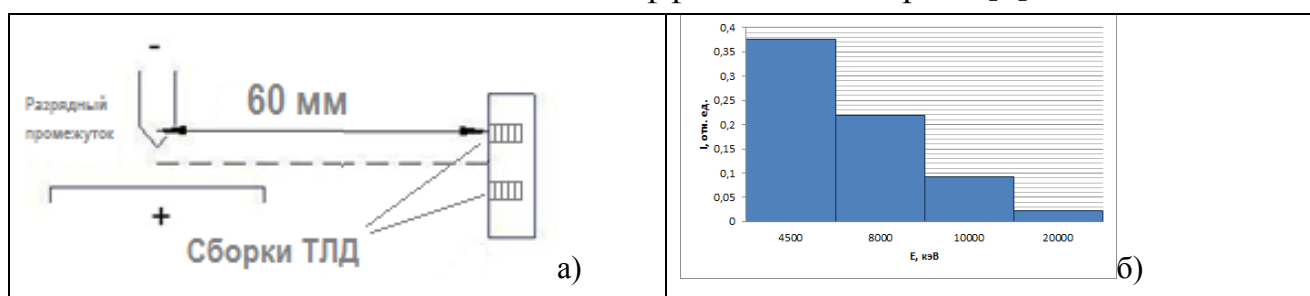 -
Разрядный
промежуток
60 мм
+
Сборки ТЛД
а)
0,4
0,35
0,3
0,25
0,2
0,15
0,1
0,05
0
I, отн. ед.
4500 8000 10000 20000
E, кэВ
б)